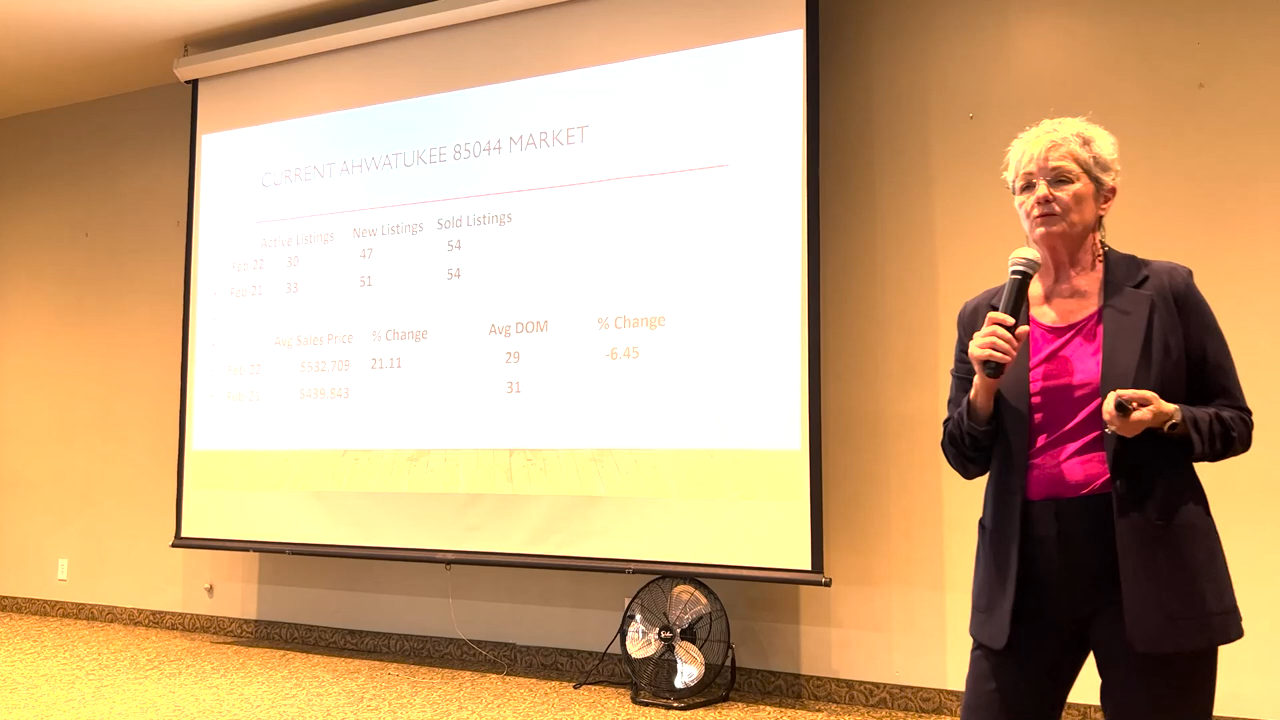 CURRENT AHWATUKEE 85044 MARKET
Active Listings New Listings Sold Listings
Feb 22 30 47 54
Feb 21 33 51 54
Avg Sales Price % Change Avg DOM % Change
Feb 22 $532,709 21.11 29 -6.45
Feb 21 $439,843 31